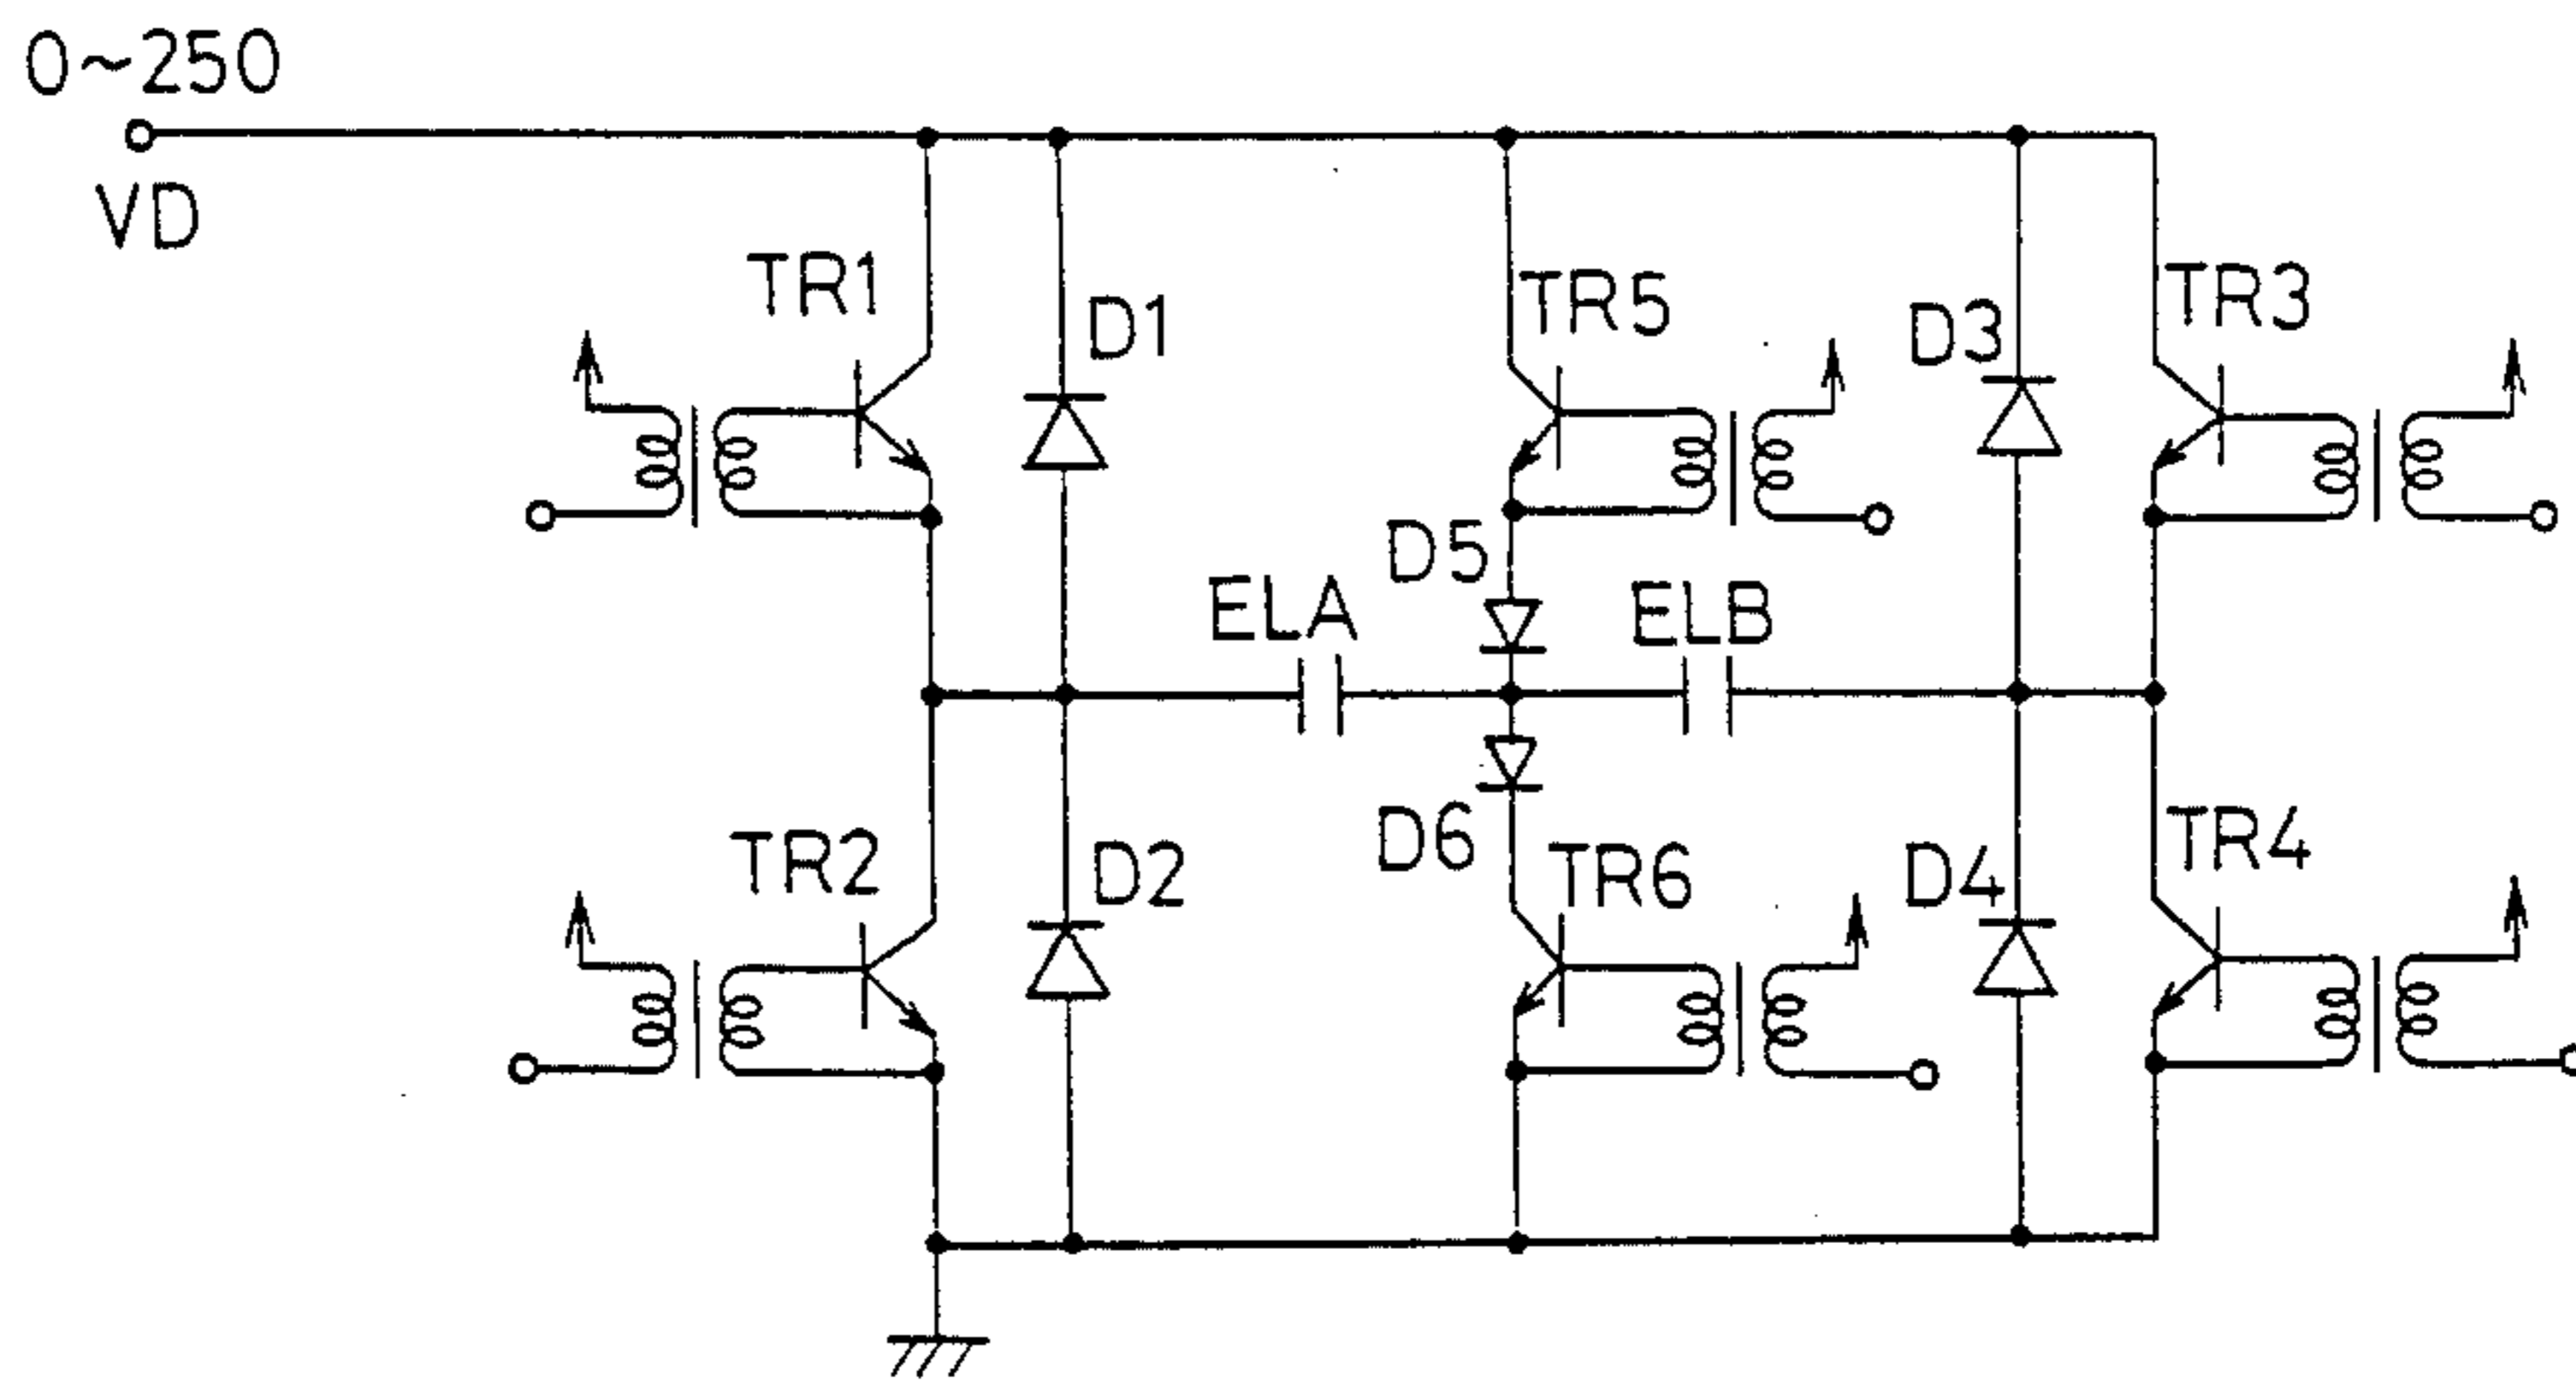 0~250
VD
TR1
D1
TR5
D3
TR3
D5
ELA
ELB
TR2
D2
D6
TR6
D4
TR4